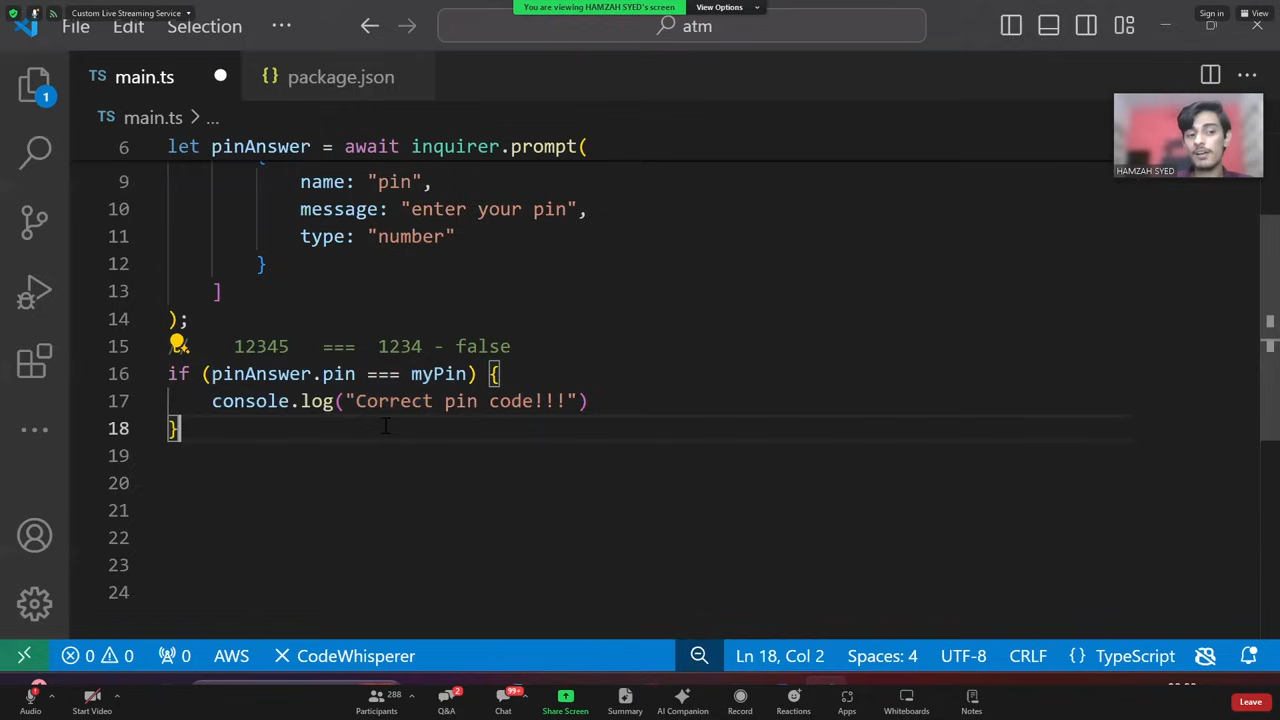 Custom Live Streaming Service
You are viewing HAMZAH SYED's screen
View Options
Sign in
View
File
Edit
Selection
atm
1
TS main.ts
{} package.json
TS main.ts > ...
HAMZAH SYED
6 let pinAnswer = await inquirer.prompt(
9 name: "pin",
10 message: "enter your pin",
11 type: "number"
12 }
13 ]
14 );
15 // 12345 === 1234 - false
16 if (pinAnswer.pin === myPin) {
17 console.log("Correct pin code!!!")
18 }
19
20
21
22
23
24
0 0
0
AWS
CodeWhisperer
Ln 18, Col 2
Spaces: 4
UTF-8
CRLF
{} TypeScript
Audio
Start Video
288
Participants
2
Q&A
99+
Chat
Share Screen
Summary
AI Companion
Record
Reactions
Apps
Whiteboards
Notes
Leave